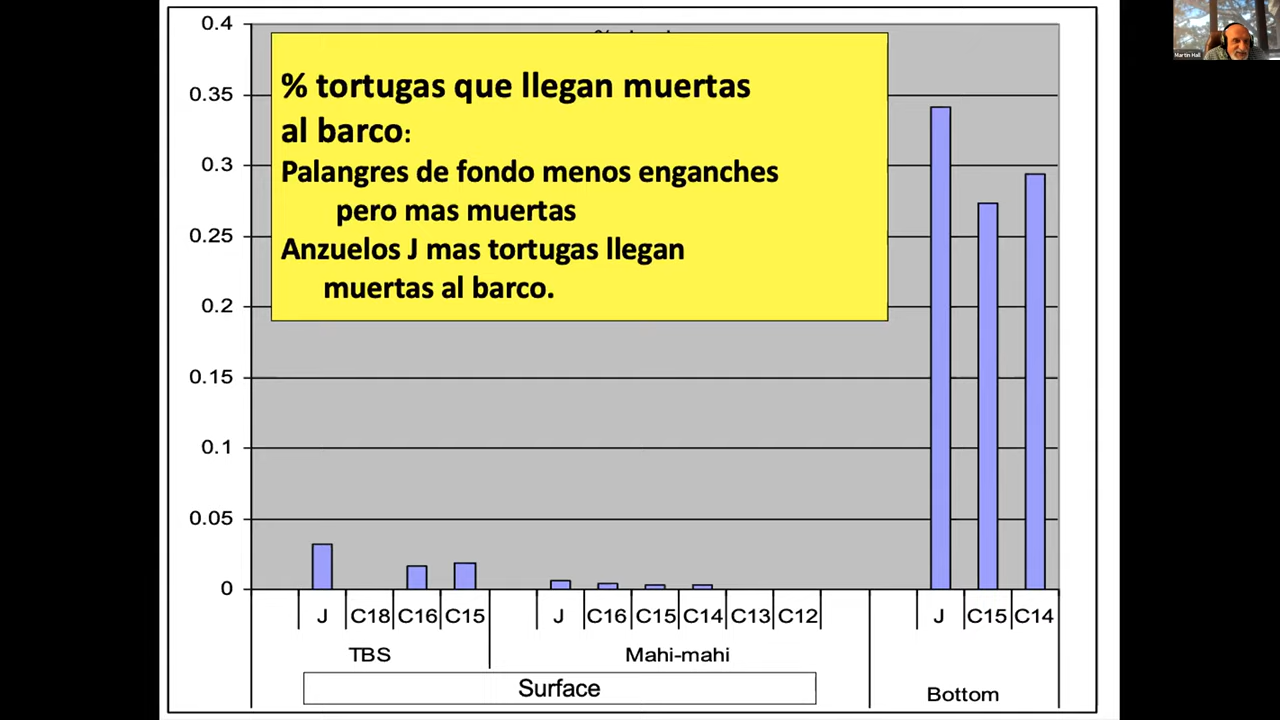 % tortugas que llegan muertas
al barco:
Palangres de fondo menos enganches
pero mas muertas
Anzuelos J mas tortugas llegan
muertas al barco.
0.4
0.35
0.3
0.25
0.2
0.15
0.1
0.05
0
J C18 C16 C15 J C16 C15 C14 C13 C12 J C15 C14
TBS Mahi-mahi
Surface
Bottom
Martin Hall